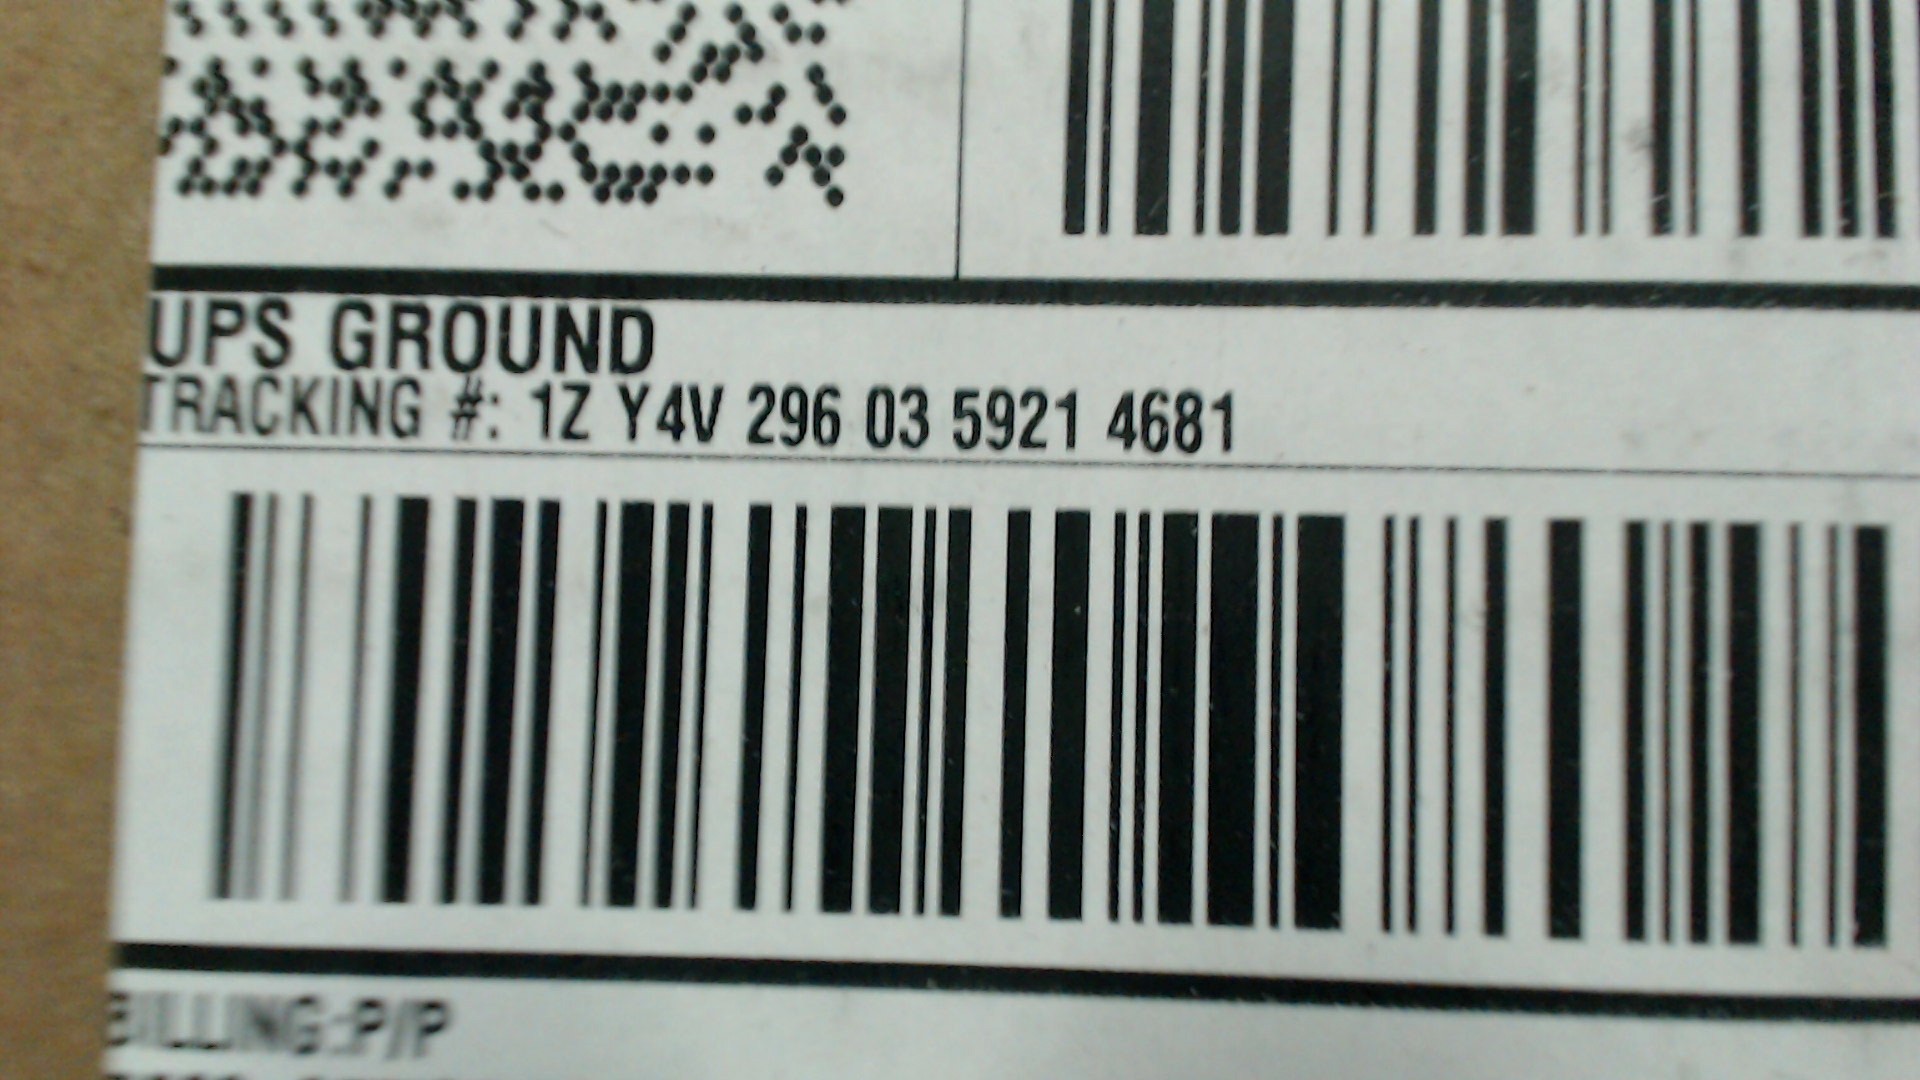 UPS GROUND
TRACKING #: 1Z Y4V 296 03 5921 4681
BILLING:P/P